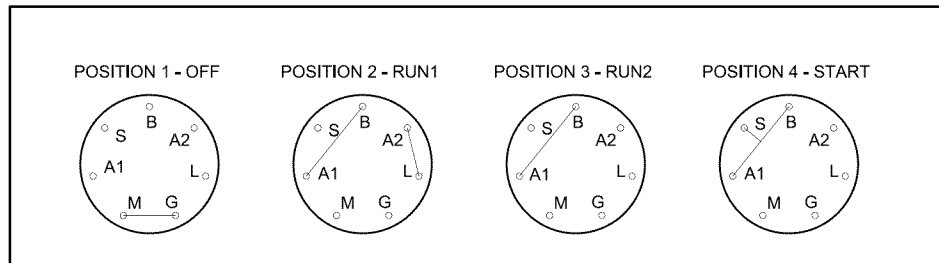 POSITION 1 - OFF
POSITION 2 - RUN1
POSITION 3 - RUN2
POSITION 4 - START
B
S
A2
A1
L
M
G
B
S
A2
A1
L
M
G
B
S
A2
A1
L
M
G
B
S
A2
A1
L
M
G